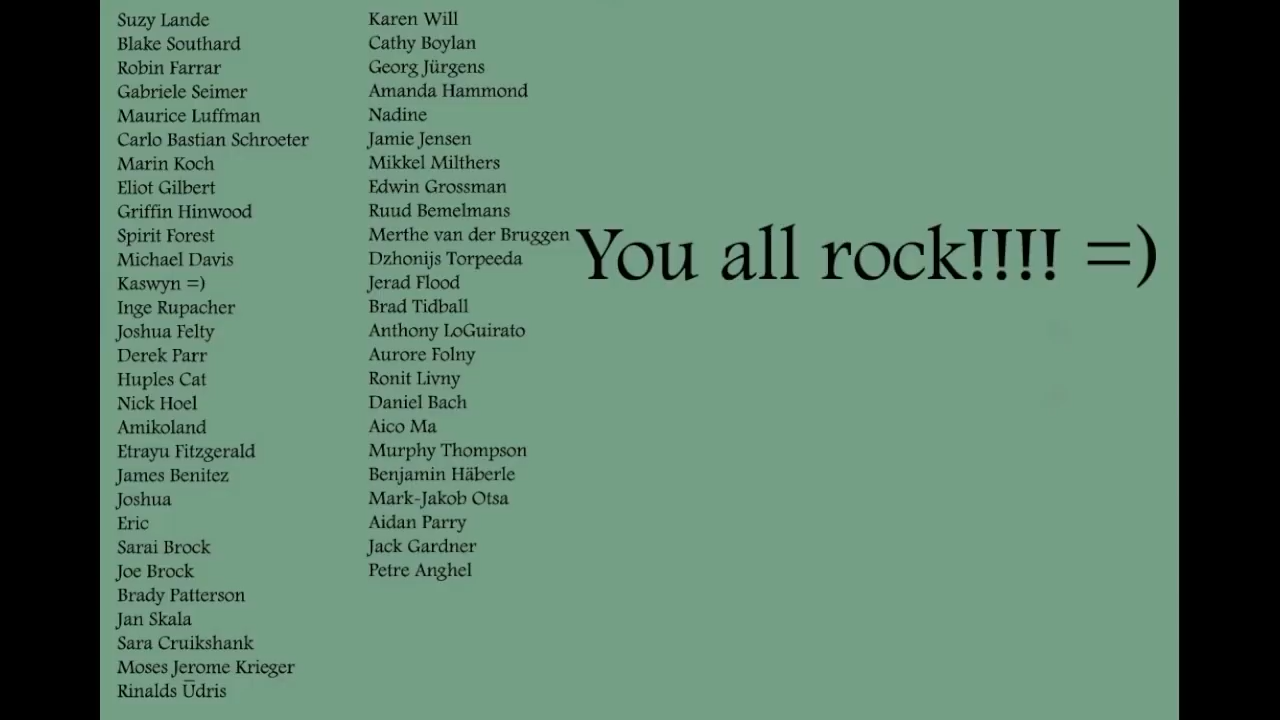 Suzy Lande
Blake Southard
Robin Farrar
Gabriele Seimer
Maurice Luffman
Carlo Bastian Schroeter
Marin Koch
Eliot Gilbert
Griffin Hinwood
Spirit Forest
Michael Davis
Kaswyn =)
Inge Rupacher
Joshua Felty
Derek Parr
Huples Cat
Nick Hoel
Amikoland
Etrayu Fitzgerald
James Benitez
Joshua
Eric
Sarai Brock
Joe Brock
Brady Patterson
Jan Skala
Sara Cruikshank
Moses Jerome Krieger
Rinalds Ūdris
Karen Will
Cathy Boylan
Georg Jürgens
Amanda Hammond
Nadine
Jamie Jensen
Mikkel Milthers
Edwin Grossman
Ruud Bemelmans
Merthe van der Bruggen
Dzhonijs Torpeeda
Jerad Flood
Brad Tidball
Anthony LoGuirato
Aurore Folny
Ronit Livny
Daniel Bach
Aico Ma
Murphy Thompson
Benjamin Häberle
Mark-Jakob Otsa
Aidan Parry
Jack Gardner
Petre Anghel
You all rock!!!! =)